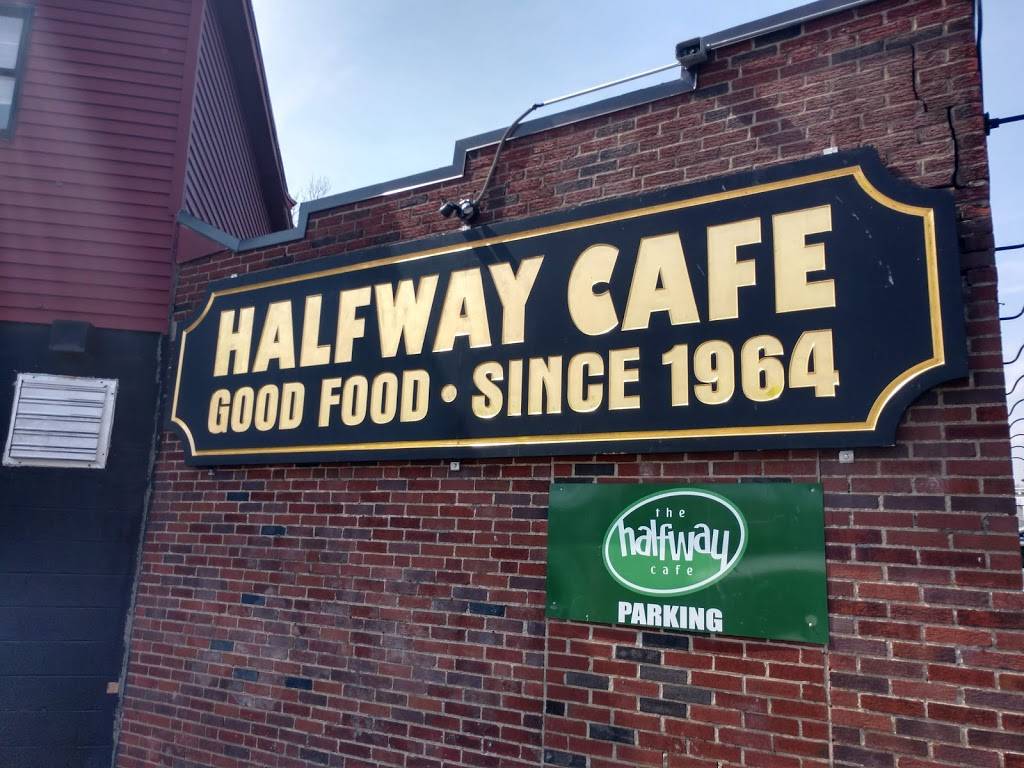 HALFWAY CAFE
GOOD FOOD • SINCE 1964
the
halfway
cafe
PARKING